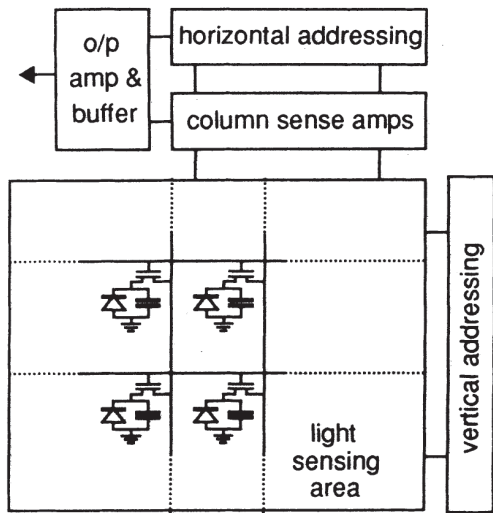 o/p
amp &
buffer
horizontal addressing
column sense amps
vertical addressing
light
sensing
area